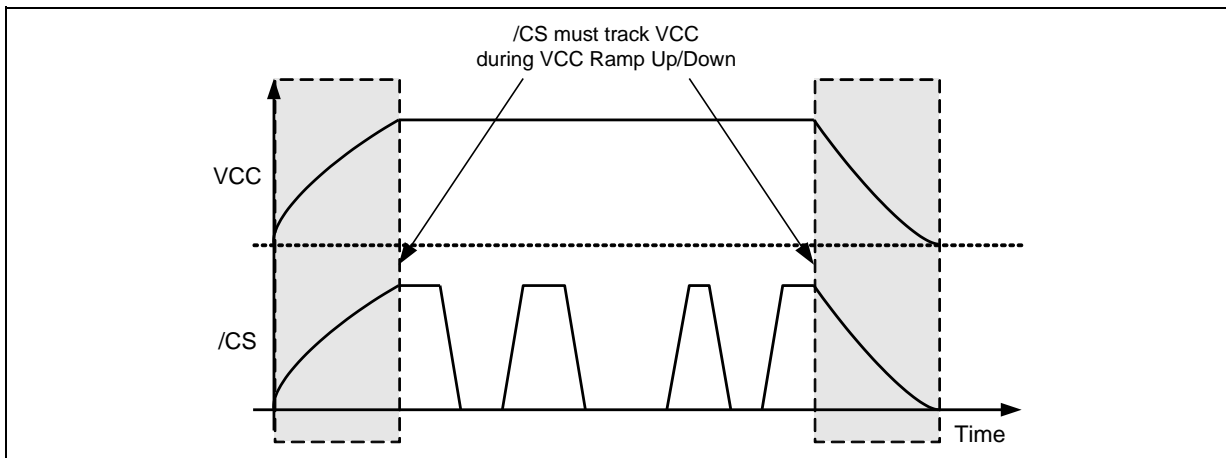 /CS must track VCC
during VCC Ramp Up/Down
VCC
/CS
Time